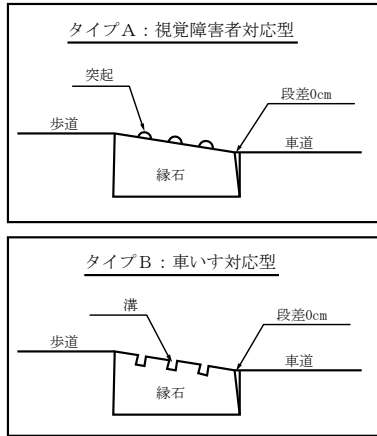 タイプA：視覚障害者対応型
突起
段差0cm
歩道
車道
縁石
タイプB：車いす対応型
溝
段差0cm
歩道
車道
縁石